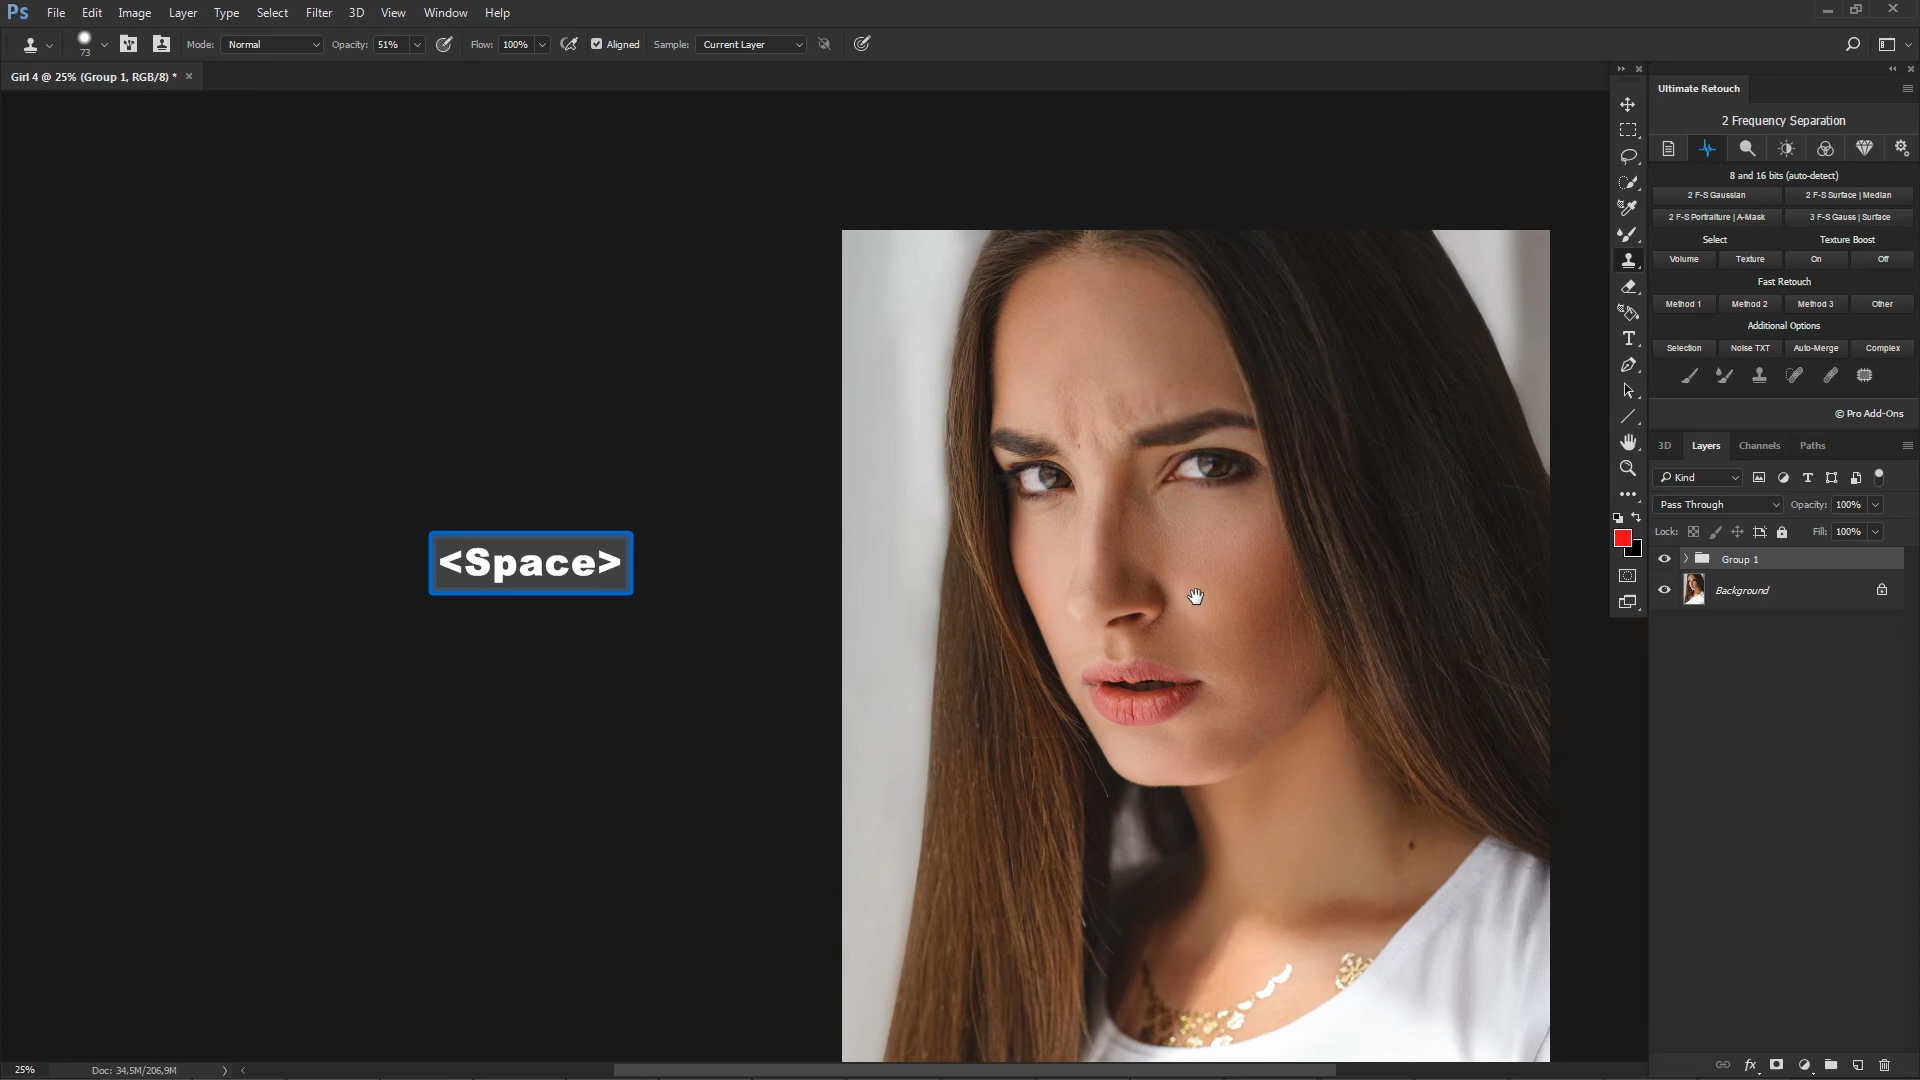 Ps File Edit Image Layer Type Select Filter 3D View Window Help
73 Mode: Normal Opacity: 51% Flow: 100% Aligned Sample: Current Layer
Girl 4 @ 25% (Group 1, RGB/8) *
Ultimate Retouch
2 Frequency Separation
8 and 16 bits (auto-detect)
2 F-S Gaussian 2 F-S Surface | Median
2 F-S Portraiture | A-Mask 3 F-S Gauss | Surface
Select Texture Boost
Volume Texture On Off
Fast Retouch
Method 1 Method 2 Method 3 Other
Additional Options
Selection Noise TXT Auto-Merge Complex
© Pro Add-Ons
3D Layers Channels Paths
Kind
Pass Through Opacity: 100%
Lock: Fill: 100%
Group 1
Background
<Space>
25% Doc: 34,5M/206,9M